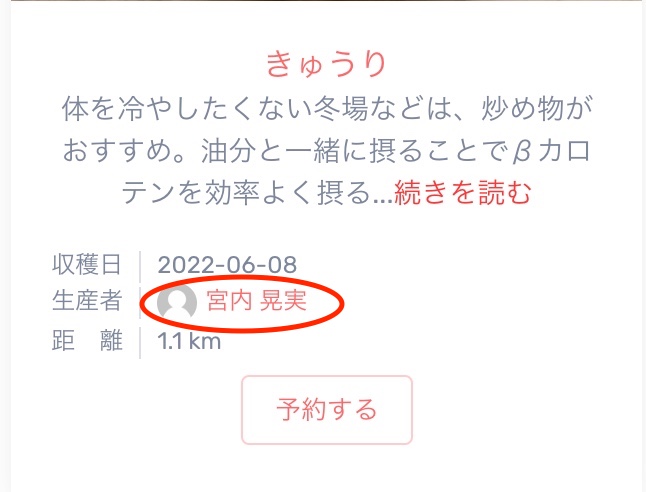 きゅうり
体を冷やしたくない冬場などは、炒め物が
おすすめ。油分と一緒に摂ることでβカロ
テンを効率よく摂る...続きを読む
収穫日 2022-06-08
生産者 宮内 晃実
距　離 1.1 km
予約する